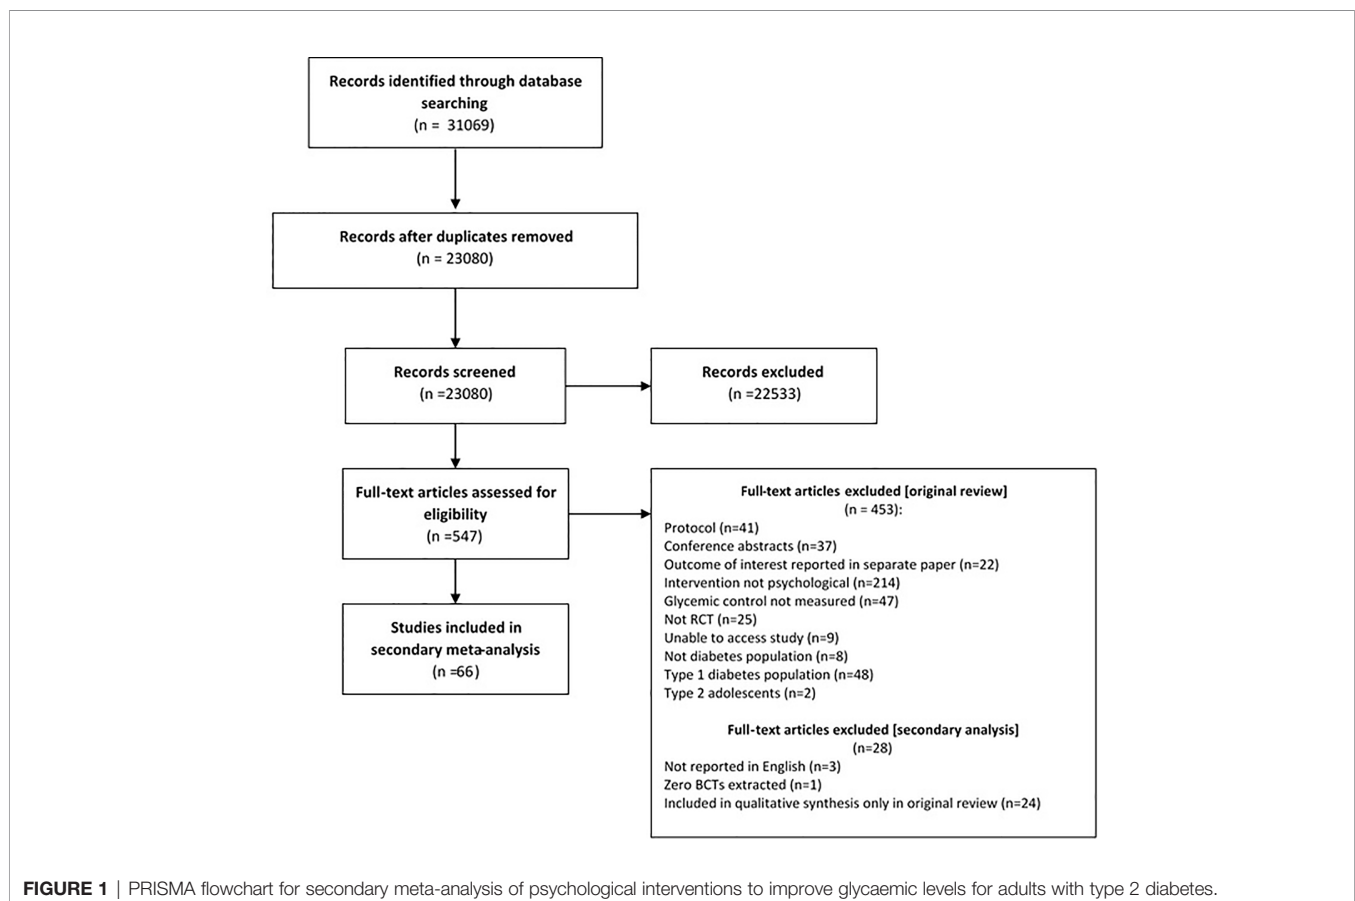 Records identified through database
searching
(n =  31069)
Records after duplicates removed
(n = 23080)
Records screened
(n =23080)
Records excluded
(n =22533)
Full-text articles assessed for
eligibility
(n =547)
Full-text articles excluded [original review]
(n = 453):
Protocol (n=41)
Conference abstracts (n=37)
Outcome of interest reported in separate paper (n=22)
Intervention not psychological (n=214)
Glycemic control not measured (n=47)
Not RCT (n=25)
Unable to access study (n=9)
Not diabetes population (n=8)
Type 1 diabetes population (n=48)
Type 2 adolescents (n=2)
Full-text articles excluded [secondary analysis]
(n=28)
Not reported in English (n=3)
Zero BCTs extracted (n=1)
Included in qualitative synthesis only in original review (n=24)
Studies included in
secondary meta-analysis
(n =66)
FIGURE 1 | PRISMA flowchart for secondary meta-analysis of psychological interventions to improve glycaemic levels for adults with type 2 diabetes.